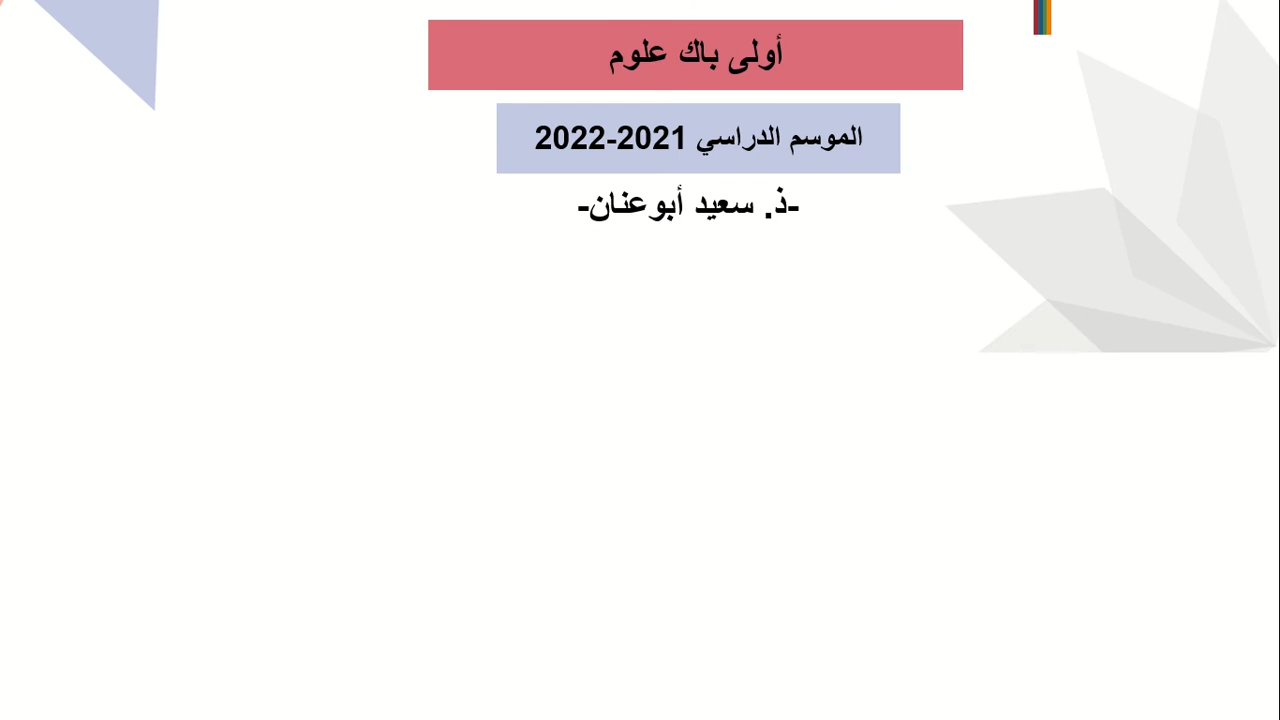 أولى باك علوم
الموسم الدراسي 2021-2022
-ذ. سعيد أبوعنان-